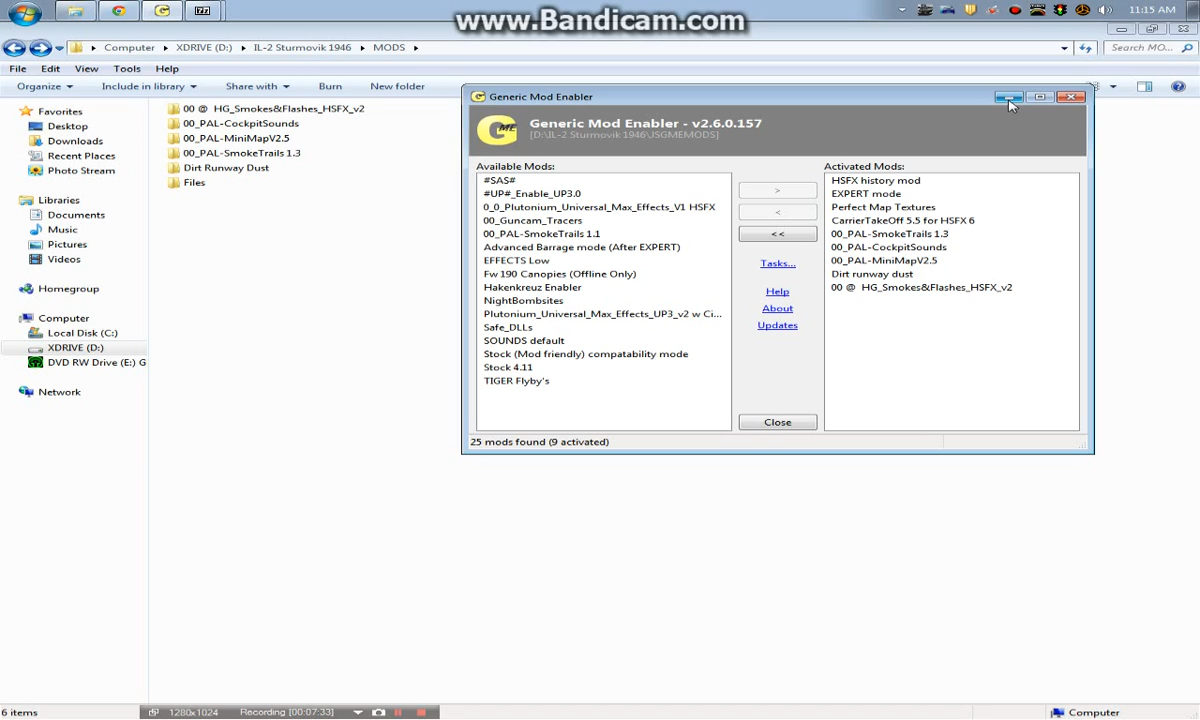 www.Bandicam.com
11:15 AM
Computer ▸ XDRIVE (D:) ▸ IL-2 Sturmovik 1946 ▸ MODS ▸
Search MO...
File Edit View Tools Help
Organize Include in library Share with Burn New folder
Favorites
Desktop
Downloads
Recent Places
Photo Stream
Libraries
Documents
Music
Pictures
Videos
Homegroup
Computer
Local Disk (C:)
XDRIVE (D:)
DVD RW Drive (E:) G
Network
00 @ HG_Smokes&Flashes_HSFX_v2
00_PAL-CockpitSounds
00_PAL-MiniMapV2.5
00_PAL-SmokeTrails 1.3
Dirt Runway Dust
Files
Generic Mod Enabler
GME
Generic Mod Enabler - v2.6.0.157
[D:\IL-2 Sturmovik 1946\JSGMEMODS]
Available Mods:
#SAS#
#UP#_Enable_UP3.0
0_0_Plutonium_Universal_Max_Effects_V1 HSFX
00_Guncam_Tracers
00_PAL-SmokeTrails 1.1
Advanced Barrage mode (After EXPERT)
EFFECTS Low
Fw190 Canopies (Offline Only)
Hakenkreuz Enabler
NightBombsites
Plutonium_Universal_Max_Effects_UP3_v2 w Ci...
Safe_DLLs
SOUNDS default
Stock (Mod friendly) compatability mode
Stock 4.11
TIGER Flyby's
>
<
<<
Tasks...
Help
About
Updates
Close
Activated Mods:
HSFX history mod
EXPERT mode
Perfect Map Textures
CarrierTakeOff 5.5 for HSFX 6
00_PAL-SmokeTrails 1.3
00_PAL-CockpitSounds
00_PAL-MiniMapV2.5
Dirt runway dust
00 @ HG_Smokes&Flashes_HSFX_v2
25 mods found (9 activated)
6 items
1280x1024
Recording [00:07:33]
Computer